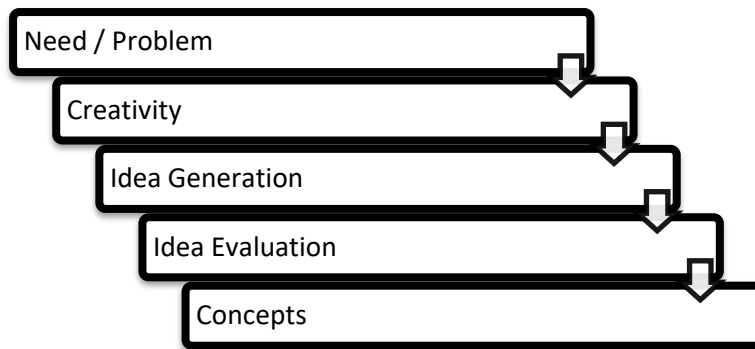 Need / Problem
Creativity
Idea Generation
Idea Evaluation
Concepts